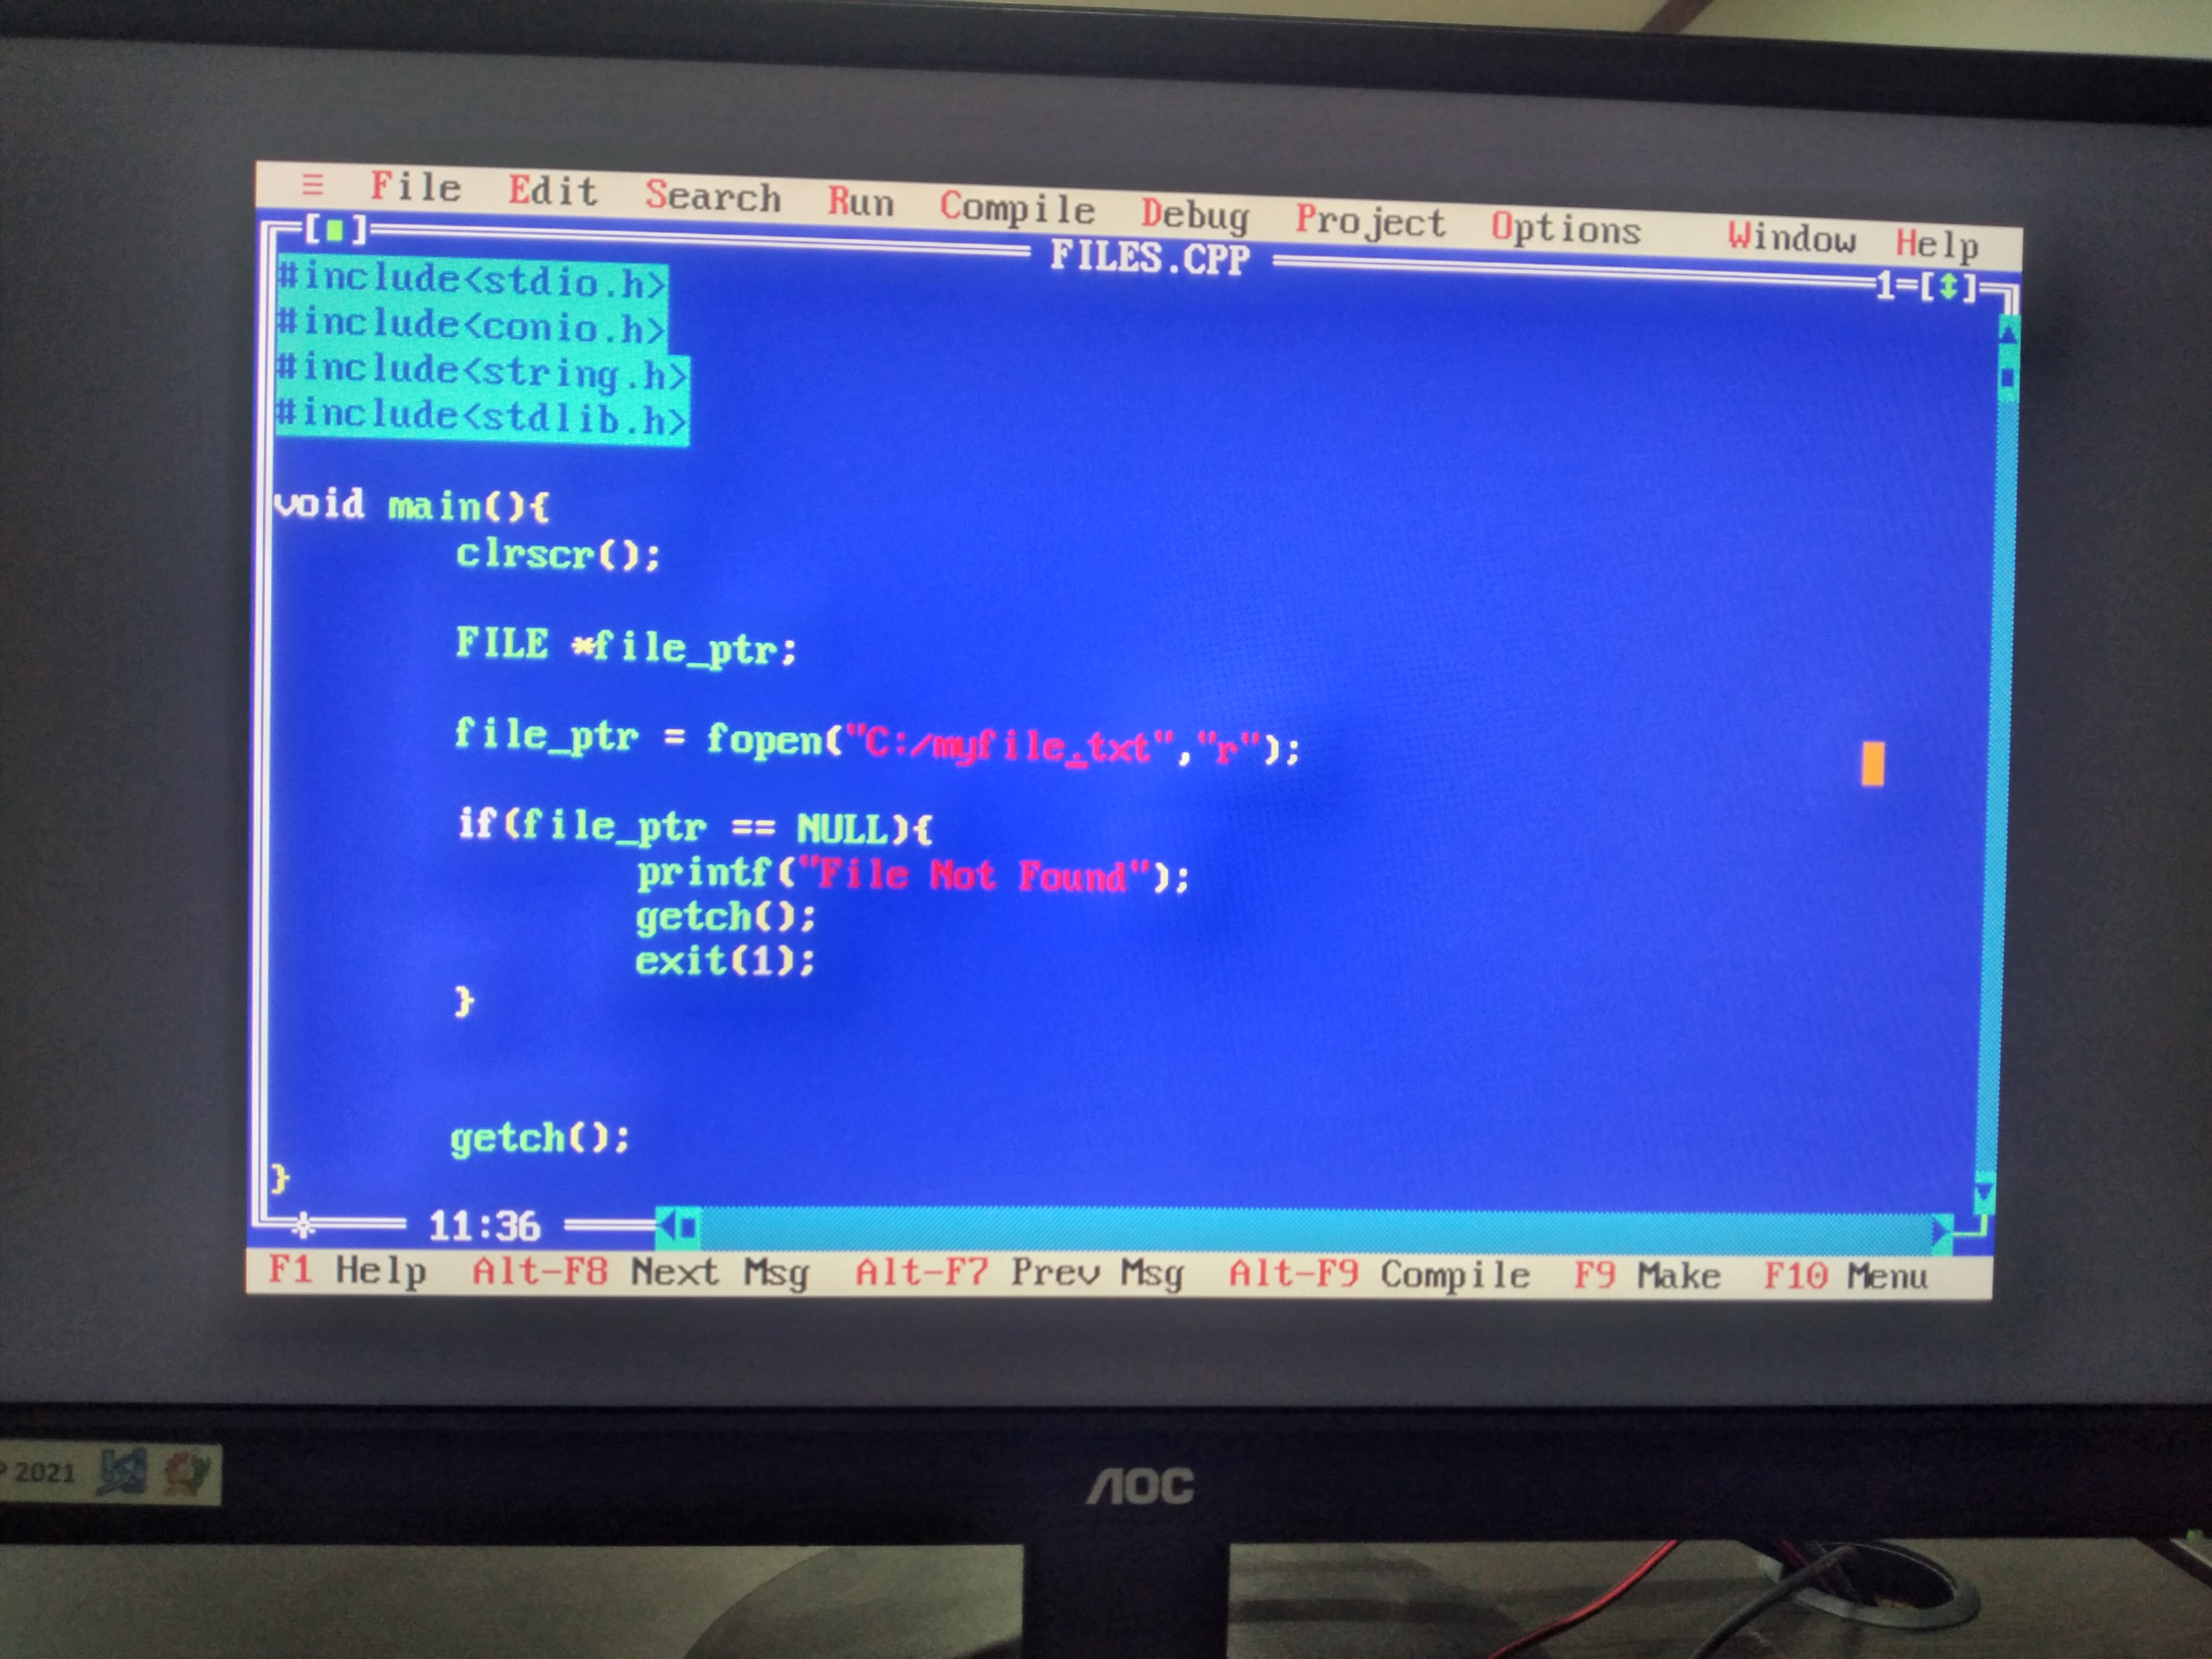 ≡ File Edit Search Run Compile Debug Project Options Window Help
[■] FILES.CPP 1=[↕]
#include<stdio.h>
#include<conio.h>
#include<string.h>
#include<stdlib.h>
void main(){
clrscr();
FILE *file_ptr;
file_ptr = fopen("C:/myfile.txt","r");
if(file_ptr == NULL){
printf("File Not Found");
getch();
exit(1);
}
getch();
}
11:36
F1 Help Alt-F8 Next Msg Alt-F7 Prev Msg Alt-F9 Compile F9 Make F10 Menu
2021
AOC